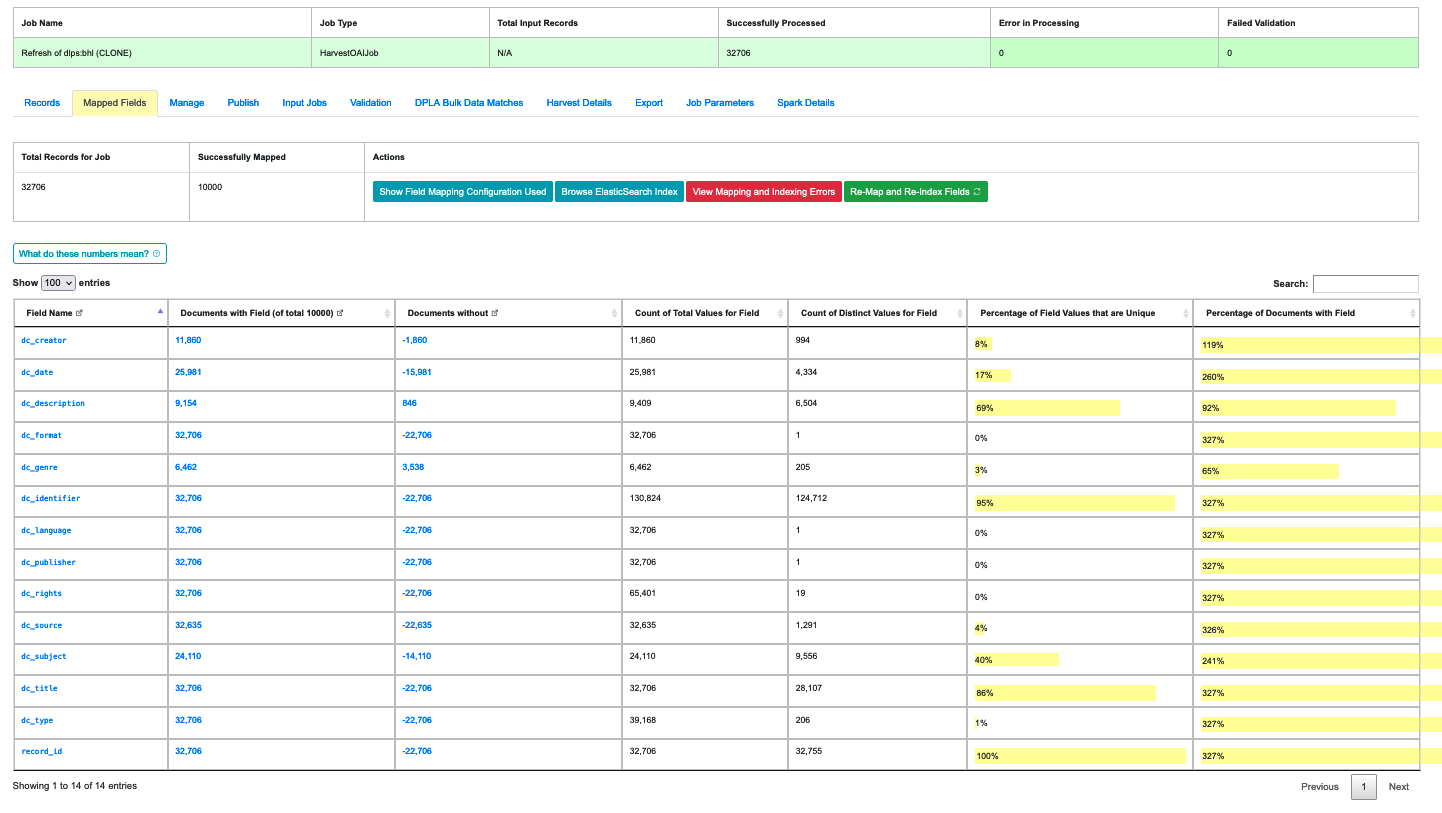 Job Name Job Type Total Input Records Successfully Processed Error in Processing Failed Validation
Refresh of dlps:bhl (CLONE) HarvestOAIJob N/A 32706 0 0
Records Mapped Fields Manage Publish Input Jobs Validation DPLA Bulk Data Matches Harvest Details Export Job Parameters Spark Details
Total Records for Job Successfully Mapped Actions
32706 10000 Show Field Mapping Configuration Used Browse ElasticSearch Index View Mapping and Indexing Errors Re-Map and Re-Index Fields
What do these numbers mean?
Show 100 entries Search:
Field Name Documents with Field (of total 10000) Documents without Count of Total Values for Field Count of Distinct Values for Field Percentage of Field Values that are Unique Percentage of Documents with Field
dc_creator 11,860 -1,860 11,860 994 8% 119%
dc_date 25,981 -15,981 25,981 4,334 17% 260%
dc_description 9,154 846 9,409 6,504 69% 92%
dc_format 32,706 -22,706 32,706 1 0% 327%
dc_genre 6,462 3,538 6,462 205 3% 65%
dc_identifier 32,706 -22,706 130,824 124,712 95% 327%
dc_language 32,706 -22,706 32,706 1 0% 327%
dc_publisher 32,706 -22,706 32,706 1 0% 327%
dc_rights 32,706 -22,706 65,401 19 0% 327%
dc_source 32,635 -22,635 32,635 1,291 4% 326%
dc_subject 24,110 -14,110 24,110 9,556 40% 241%
dc_title 32,706 -22,706 32,706 28,107 86% 327%
dc_type 32,706 -22,706 39,168 206 1% 327%
record_id 32,706 -22,706 32,706 32,755 100% 327%
Showing 1 to 14 of 14 entries Previous 1 Next